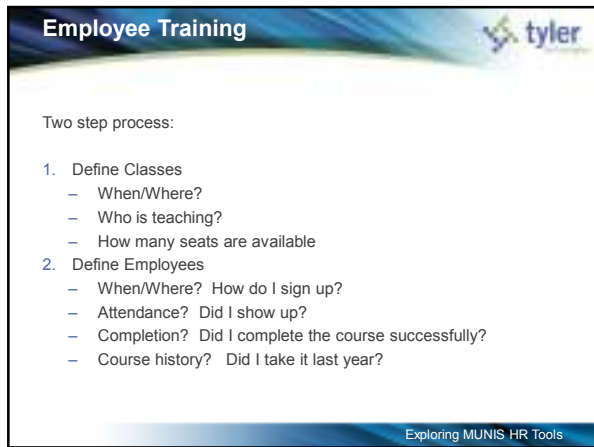 Employee Training
tyler
Two step process:
1. Define Classes
– When/Where?
– Who is teaching?
– How many seats are available
2. Define Employees
– When/Where? How do I sign up?
– Attendance? Did I show up?
– Completion? Did I complete the course successfully?
– Course history? Did I take it last year?
Exploring MUNIS HR Tools